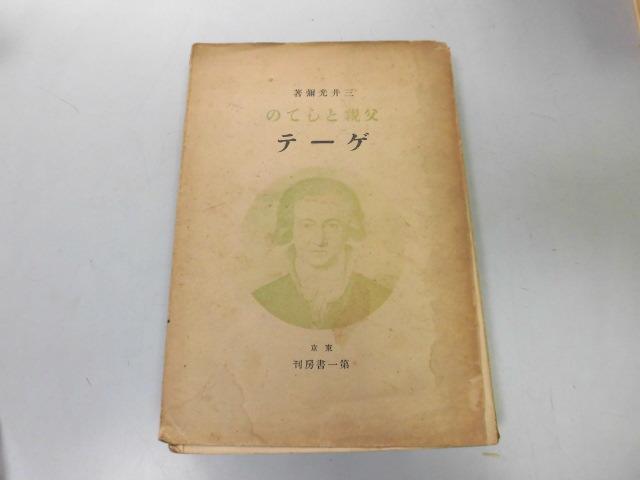 三井光彌著
父親としての
ゲーテ
東京
第一書房刊